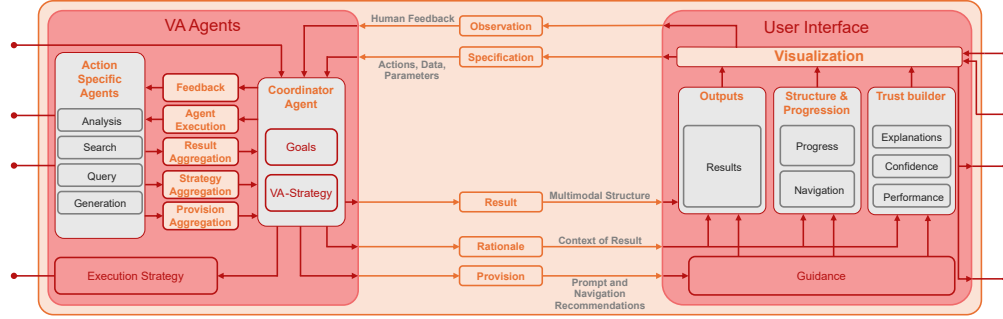 VA Agents
Action
Specific
Agents
Analysis
Search
Query
Generation
Feedback
Agent
Execution
Result
Aggregation
Strategy
Aggregation
Provision
Aggregation
Coordinator
Agent
Goals
VA-Strategy
Execution Strategy
Human Feedback
Observation
Specification
Actions, Data,
Parameters
Result
Multimodal Structure
Rationale
Context of Result
Provision
Prompt and
Navigation
Recommendations
User Interface
Visualization
Outputs
Results
Structure &
Progression
Progress
Navigation
Trust builder
Explanations
Confidence
Performance
Guidance